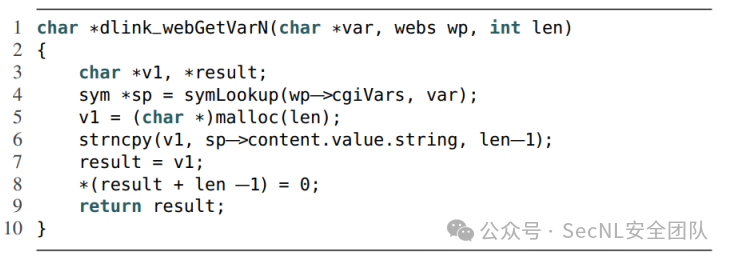 1 char *dlink_webGetVarN(char *var, webs wp, int len)
2 {
3     char *v1, *result;
4     sym *sp = symLookup(wp—>cgiVars, var);
5     v1 = (char *)malloc(len);
6     strncpy(v1, sp—>content.value.string, len—1);
7     result = v1;
8     *(result + len —1) = 0;
9     return result;
10 }
公众号 · SecNL安全团队